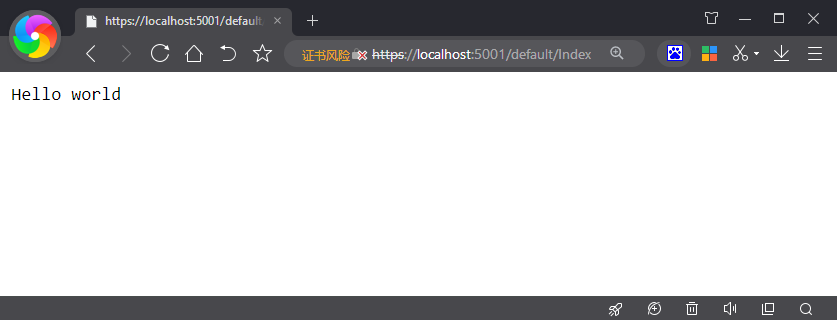 https://localhost:5001/default
证书风险 https://localhost:5001/default/Index
Hello world